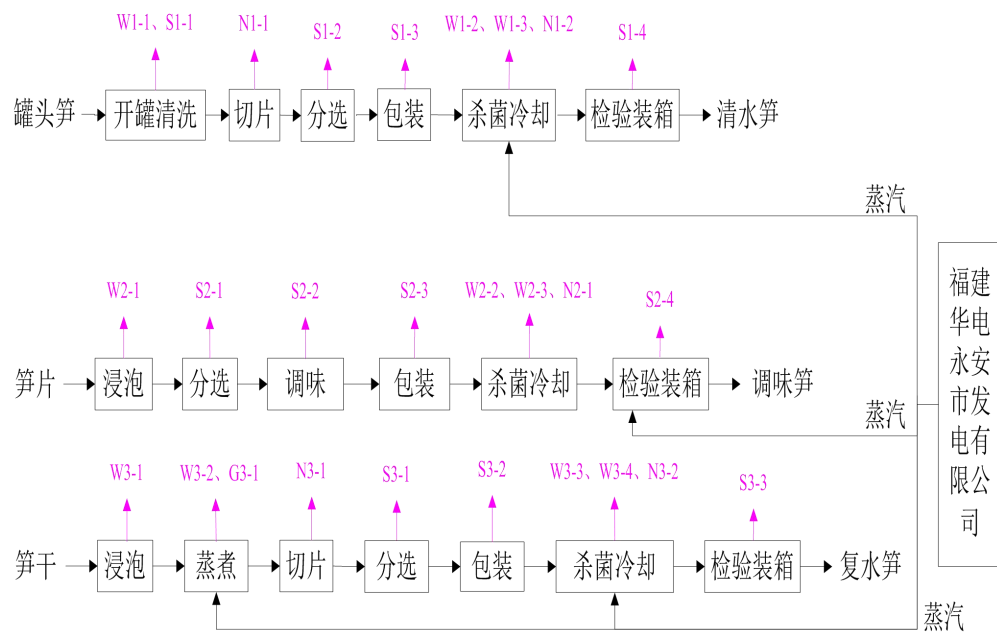 W1-1、S1-1
N1-1
S1-2
S1-3
W1-2、W1-3、N1-2
S1-4
罐头笋
开罐清洗
切片
分选
包装
杀菌冷却
检验装箱
清水笋
蒸汽
W2-1
S2-1
S2-2
S2-3
W2-2、W2-3、N2-1
S2-4
笋片
浸泡
分选
调味
包装
杀菌冷却
检验装箱
调味笋
蒸汽
福建
华电
永安
市发
电有
限公
司
W3-1
W3-2、G3-1
N3-1
S3-1
S3-2
W3-3、W3-4、N3-2
S3-3
笋干
浸泡
蒸煮
切片
分选
包装
杀菌冷却
检验装箱
复水笋
蒸汽